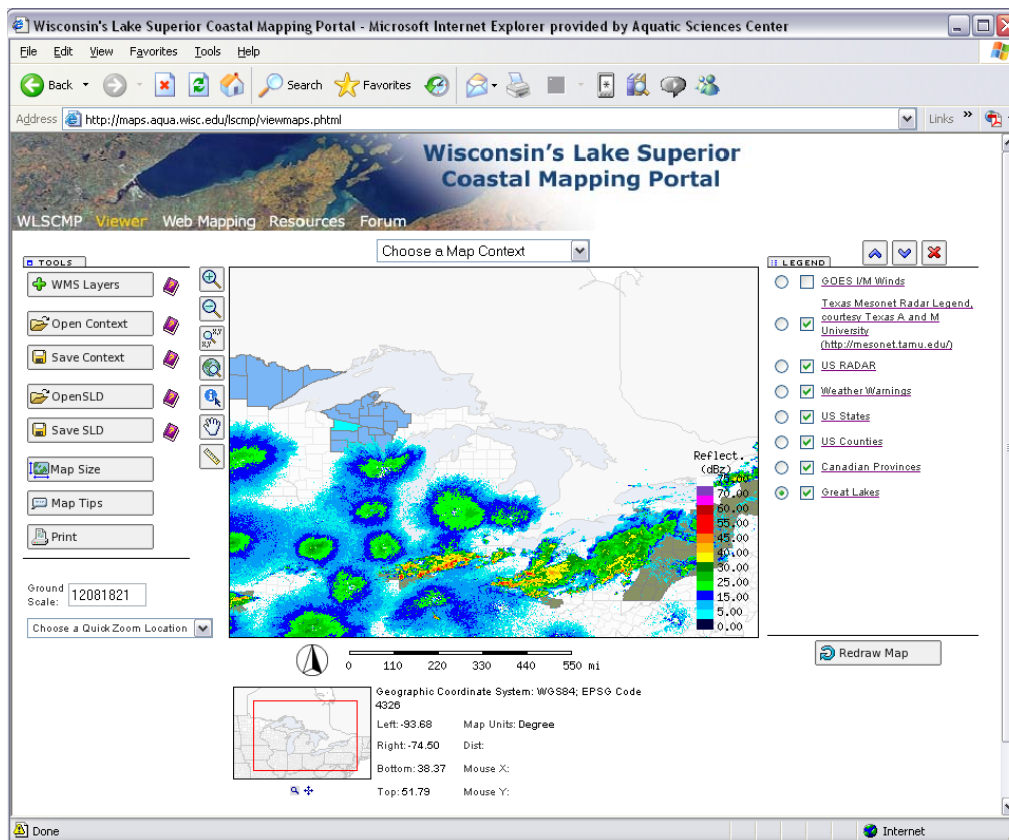 Wisconsin's Lake Superior Coastal Mapping Portal - Microsoft Internet Explorer provided by Aquatic Sciences Center
File Edit View Favorites Tools Help
Back Search Favorites
Address http://maps.aqua.wisc.edu/lscmp/viewmaps.phtml Links »
Wisconsin's Lake Superior
Coastal Mapping Portal
WLSCMP Viewer Web Mapping Resources Forum
Choose a Map Context
TOOLS
WMS Layers
Open Context
Save Context
OpenSLD
Save SLD
Map Size
Map Tips
Print
Ground
Scale: 12081821
Choose a QuickZoom Location
x,y
x,y
Reflect.
(dBz)
75.00
70.00
60.00
55.00
45.00
40.00
30.00
25.00
15.00
5.00
0.00
LEGEND
GOES I/M Winds
Texas Mesonet Radar Legend,
courtesy Texas A and M
University
(http://mesonet.tamu.edu/)
US RADAR
Weather Warnings
US States
US Counties
Canadian Provinces
Great Lakes
Redraw Map
0 110 220 330 440 550 mi
Geographic Coordinate System: WGS84; EPSG Code
4326
Left: -93.68 Map Units: Degree
Right: -74.50 Dist:
Bottom: 38.37 Mouse X:
Top: 51.79 Mouse Y:
Done Internet